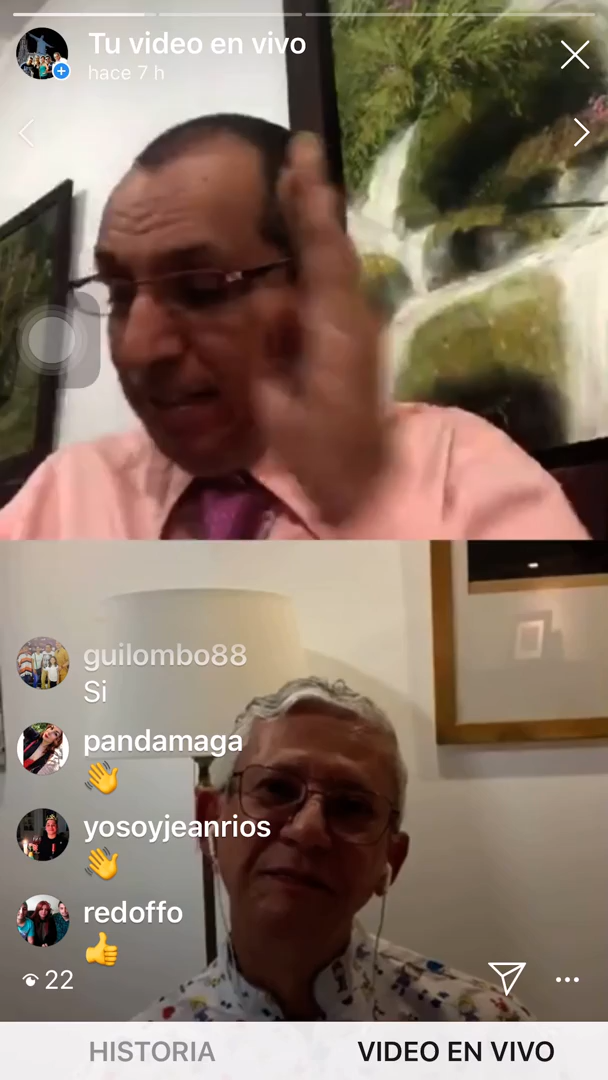 Tu video en vivo
hace 7 h
guilombo88
Si
pandamaga
👋
yosoyjeanrios
👋
redoffo
👍
22
HISTORIA
VIDEO EN VIVO